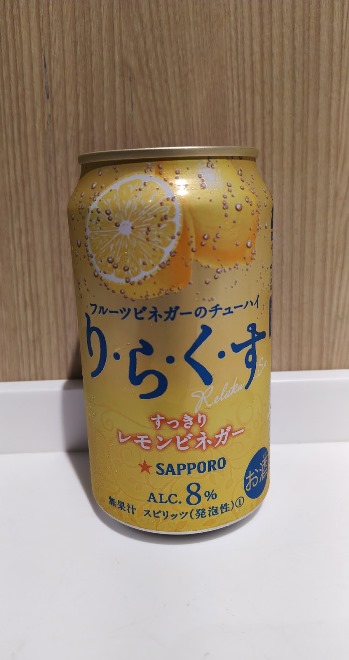 フルーツビネガーのチューハイ
り・ら・く・す
すっきり
レモンビネガー
★ SAPPORO
お酒
ALC. 8%
無果汁 スピリッツ(発泡性)①